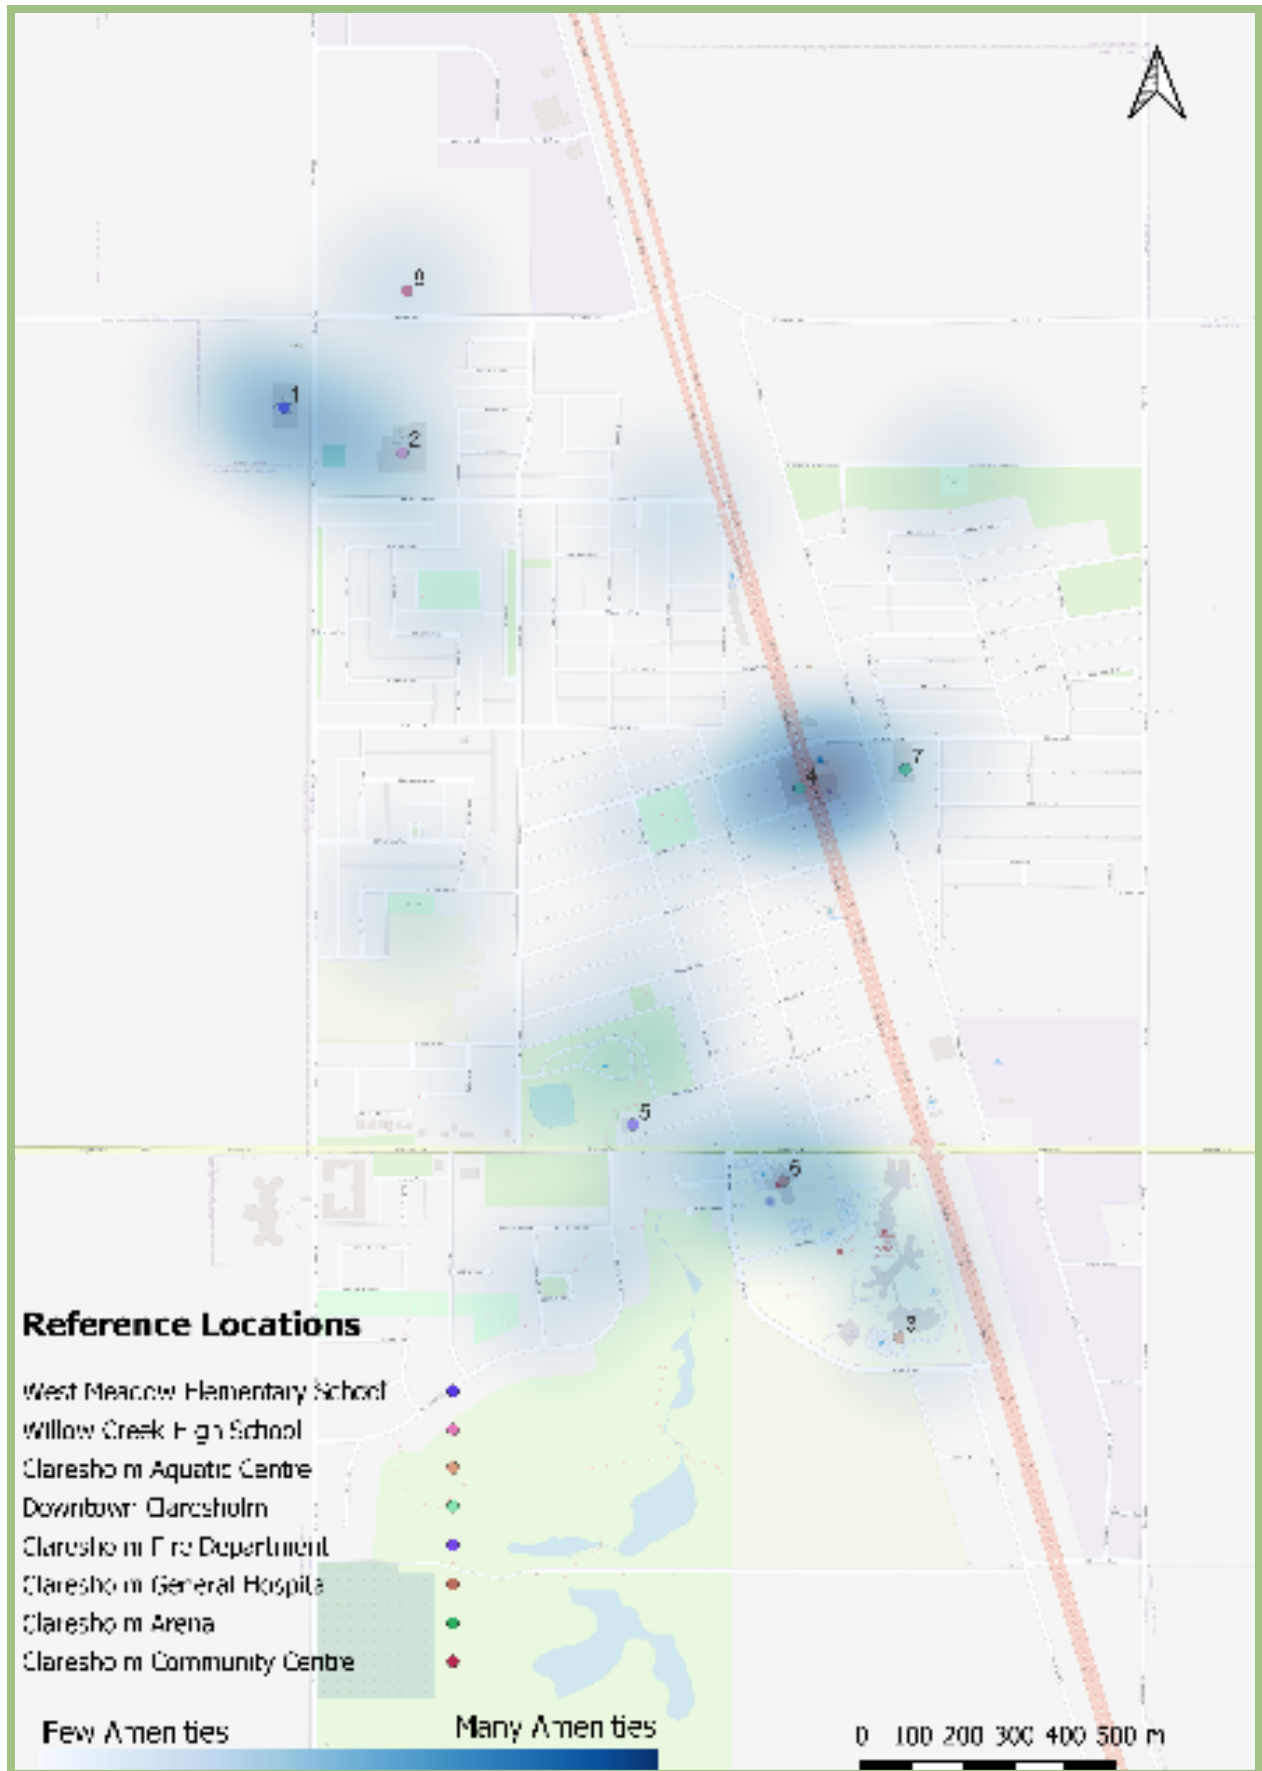 8
1
2
7
4
5
6
3
Reference Locations
West Meadow Elementary School
Willow Creek High School
Claresholm Aquatic Centre
Downtown Claresholm
Claresholm Fire Department
Claresholm General Hospital
Claresholm Arena
Claresholm Community Centre
Few Amenities Many Amenities
0 100 200 300 400 500 m